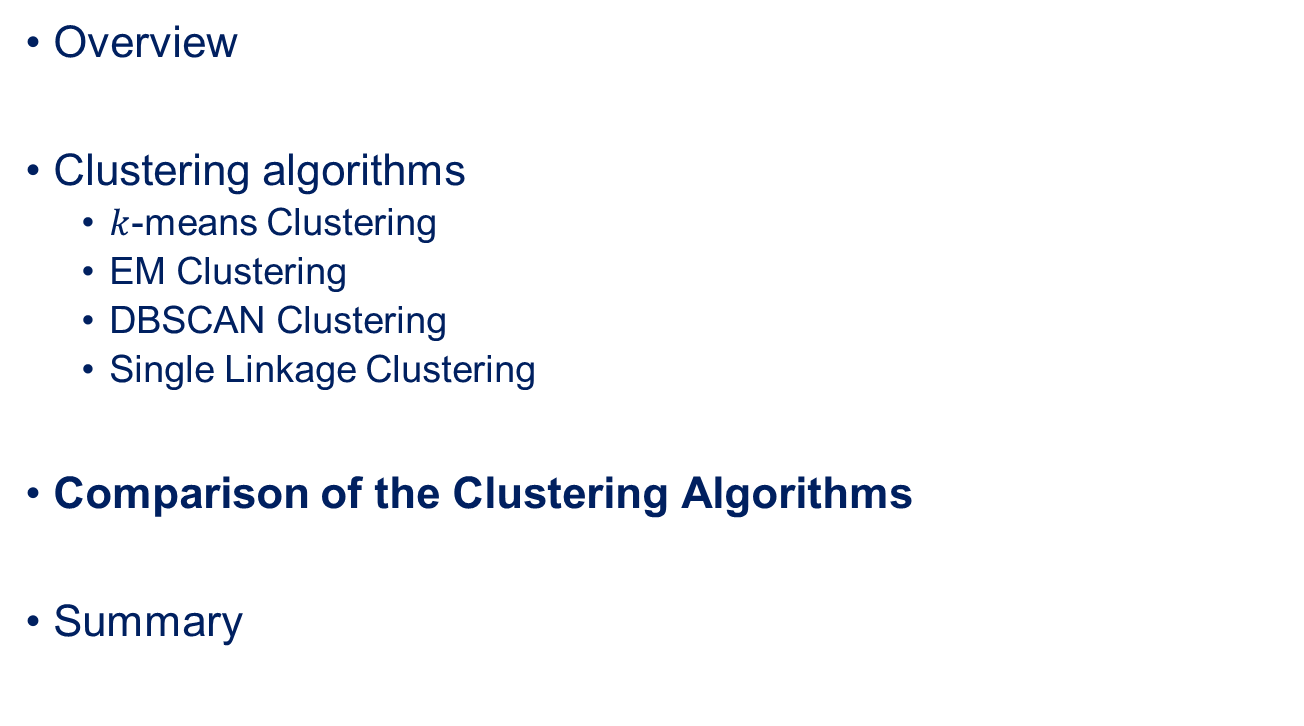 • Overview
• Clustering algorithms
• k-means Clustering
• EM Clustering
• DBSCAN Clustering
• Single Linkage Clustering
• Comparison of the Clustering Algorithms
• Summary